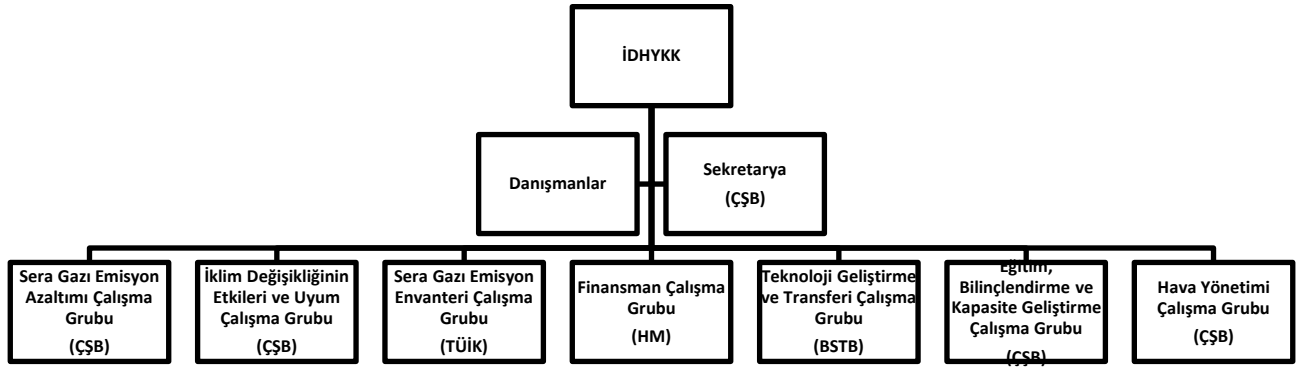 İDHYKK
Danışmanlar
Sekretarya
(ÇŞB)
Sera Gazı Emisyon
Azaltımı Çalışma
Grubu
(ÇŞB)
İklim Değişikliğinin
Etkileri ve Uyum
Çalışma Grubu
(ÇŞB)
Sera Gazı Emisyon
Envanteri Çalışma
Grubu
(TÜİK)
Finansman Çalışma
Grubu
(HM)
Teknoloji Geliştirme
ve Transferi Çalışma
Grubu
(BSTB)
Eğitim,
Bilinçlendirme ve
Kapasite Geliştirme
Çalışma Grubu
(ÇŞB)
Hava Yönetimi
Çalışma Grubu
(ÇŞB)